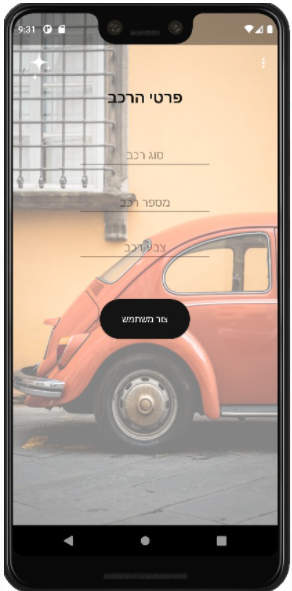 9:31
פרטי הרכב
סוג רכב
מספר רכב
צבע רכב
צור משתמש